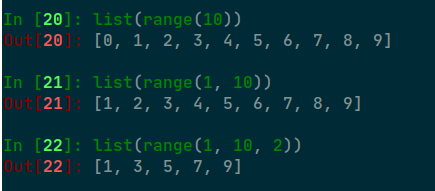 In [20]: list(range(10))
Out[20]: [0, 1, 2, 3, 4, 5, 6, 7, 8, 9]
In [21]: list(range(1, 10))
Out[21]: [1, 2, 3, 4, 5, 6, 7, 8, 9]
In [22]: list(range(1, 10, 2))
Out[22]: [1, 3, 5, 7, 9]